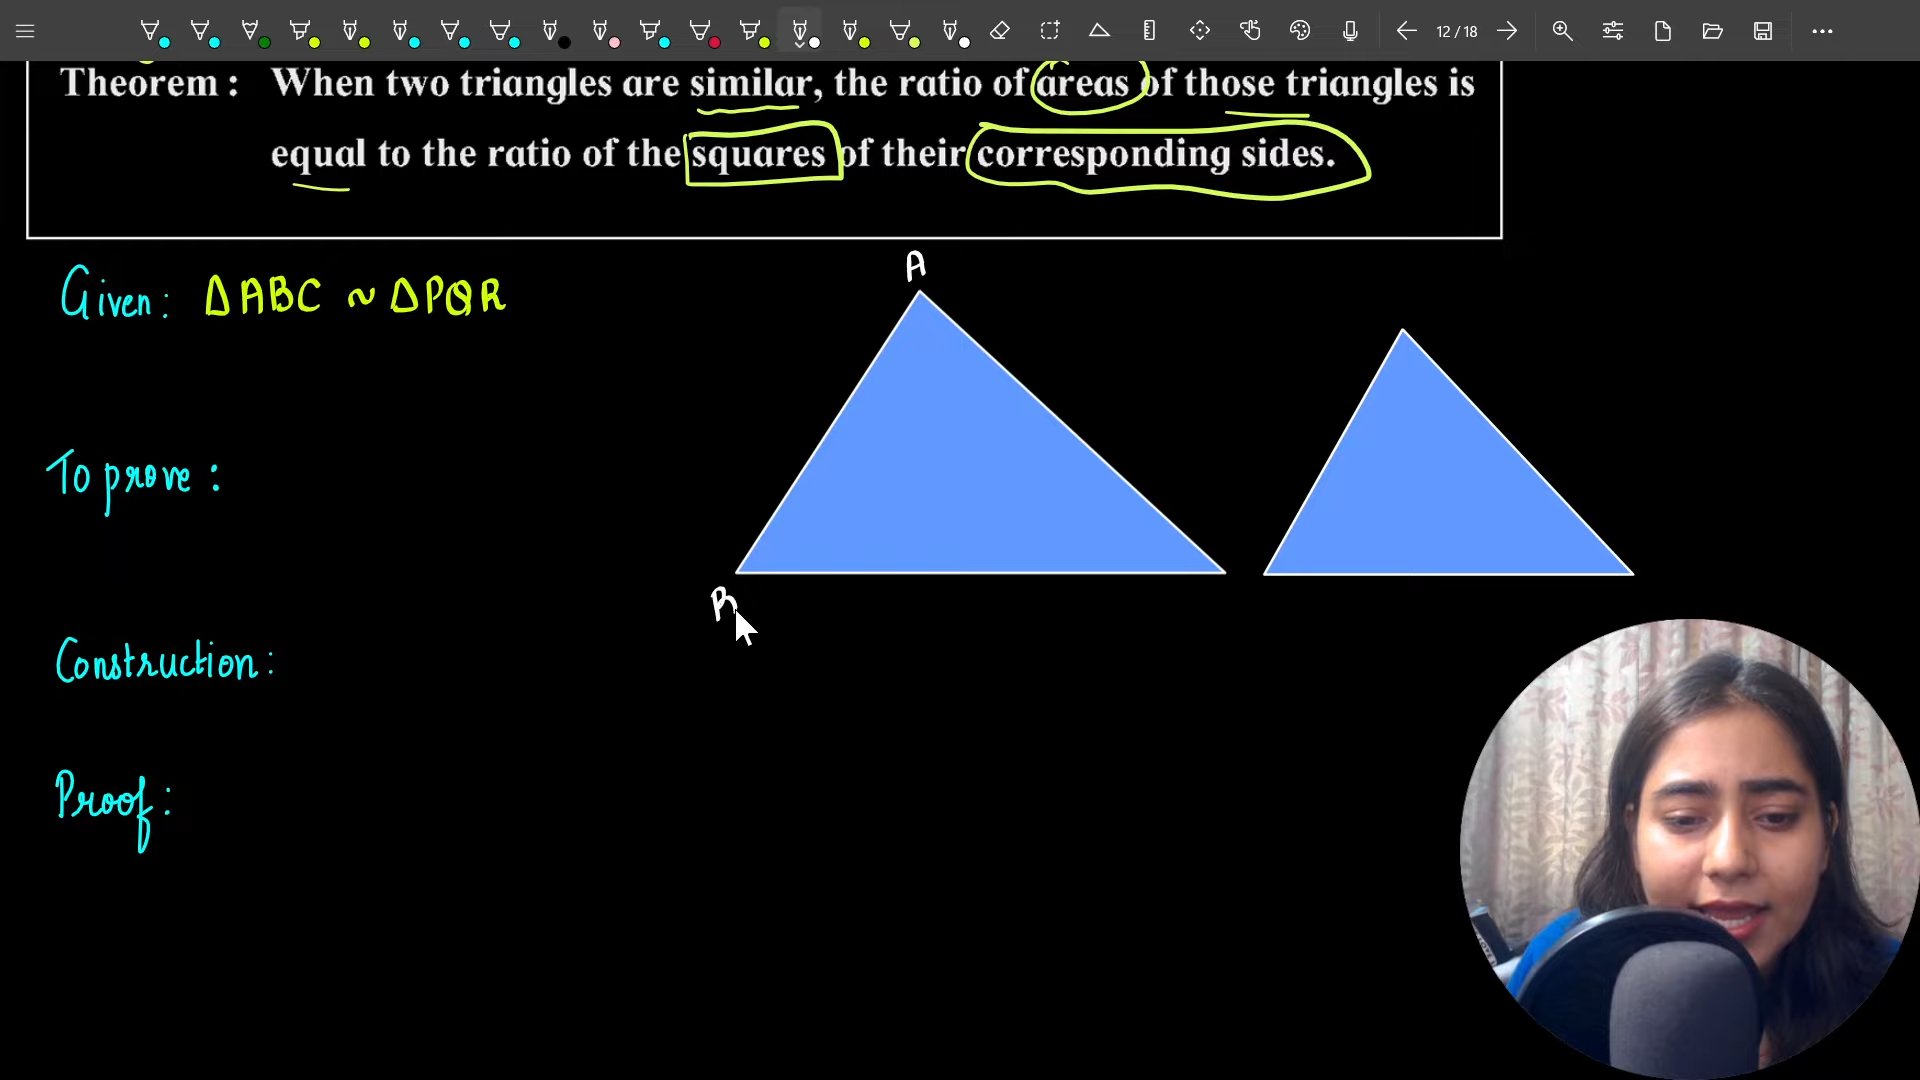 12 / 18
Theorem : When two triangles are similar, the ratio of areas of those triangles is
equal to the ratio of the squares of their corresponding sides.
A
Given: ΔABC ~ ΔPQR
To prove :
B
Construction:
Proof: